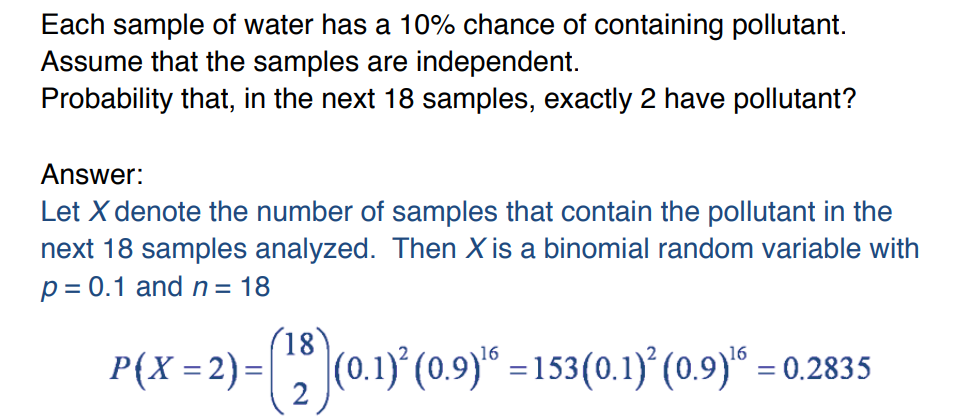 Each sample of water has a 10% chance of containing pollutant.
Assume that the samples are independent.
Probability that, in the next 18 samples, exactly 2 have pollutant?
Answer:
Let X denote the number of samples that contain the pollutant in the
next 18 samples analyzed. Then X is a binomial random variable with
p = 0.1 and n = 18
P(X = 2) = (18 2)(0.1)²(0.9)¹⁶ = 153(0.1)²(0.9)¹⁶ = 0.2835